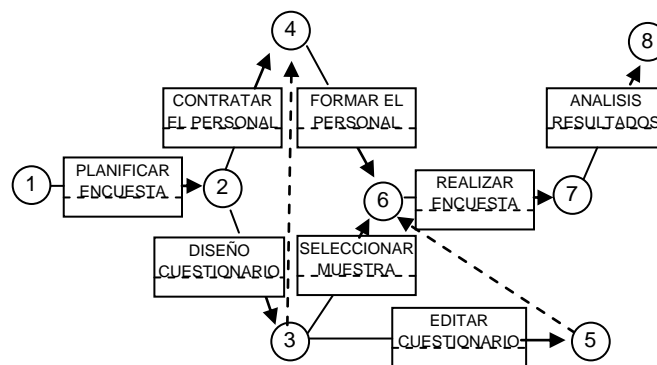 4
8
CONTRATAR
EL PERSONAL
FORMAR EL
PERSONAL
ANALISIS
RESULTADOS
1
PLANIFICAR
ENCUESTA
2
6
REALIZAR
ENCUESTA
7
DISEÑO
CUESTIONARIO
SELECCIONAR
MUESTRA
3
EDITAR
CUESTIONARIO
5